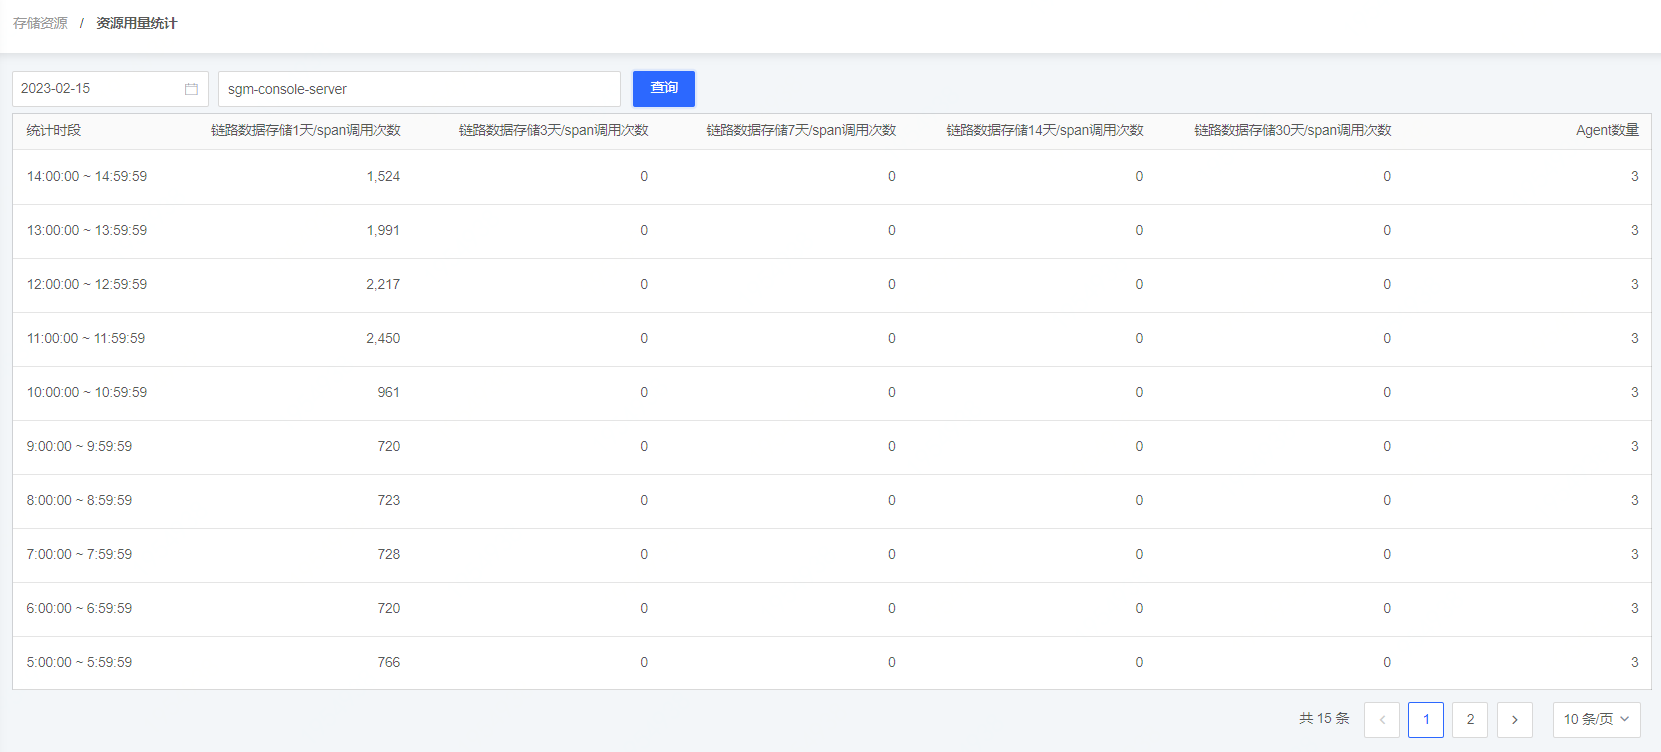 存储资源 / 资源用量统计
2023-02-15 sgm-console-server 查询
统计时段 链路数据存储1天/span调用次数 链路数据存储3天/span调用次数 链路数据存储7天/span调用次数 链路数据存储14天/span调用次数 链路数据存储30天/span调用次数 Agent数量
14:00:00 ~ 14:59:59 1,524 0 0 0 0 3
13:00:00 ~ 13:59:59 1,991 0 0 0 0 3
12:00:00 ~ 12:59:59 2,217 0 0 0 0 3
11:00:00 ~ 11:59:59 2,450 0 0 0 0 3
10:00:00 ~ 10:59:59 961 0 0 0 0 3
9:00:00 ~ 9:59:59 720 0 0 0 0 3
8:00:00 ~ 8:59:59 723 0 0 0 0 3
7:00:00 ~ 7:59:59 728 0 0 0 0 3
6:00:00 ~ 6:59:59 720 0 0 0 0 3
5:00:00 ~ 5:59:59 766 0 0 0 0 3
共 15 条 < 1 2 > 10 条/页